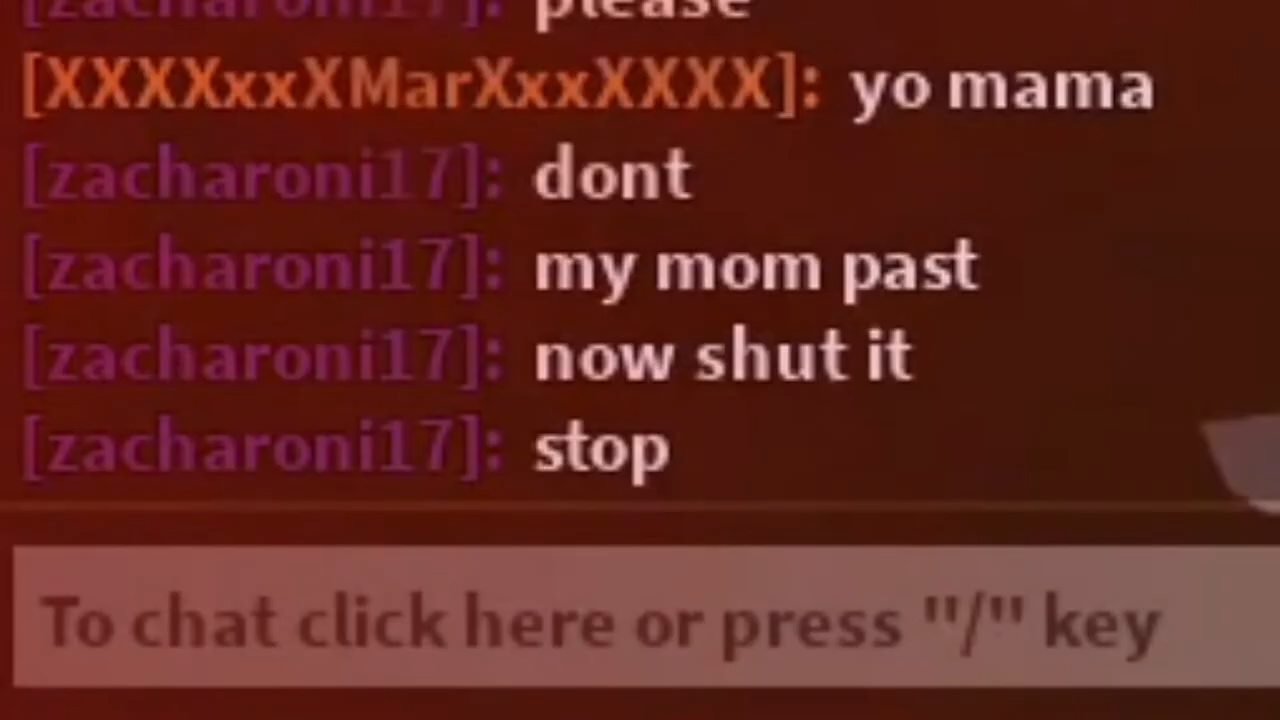 [zacharoni17]: please
[XXXXxxXMarXxxXXXX]: yo mama
[zacharoni17]: dont
[zacharoni17]: my mom past
[zacharoni17]: now shut it
[zacharoni17]: stop
To chat click here or press "/" key